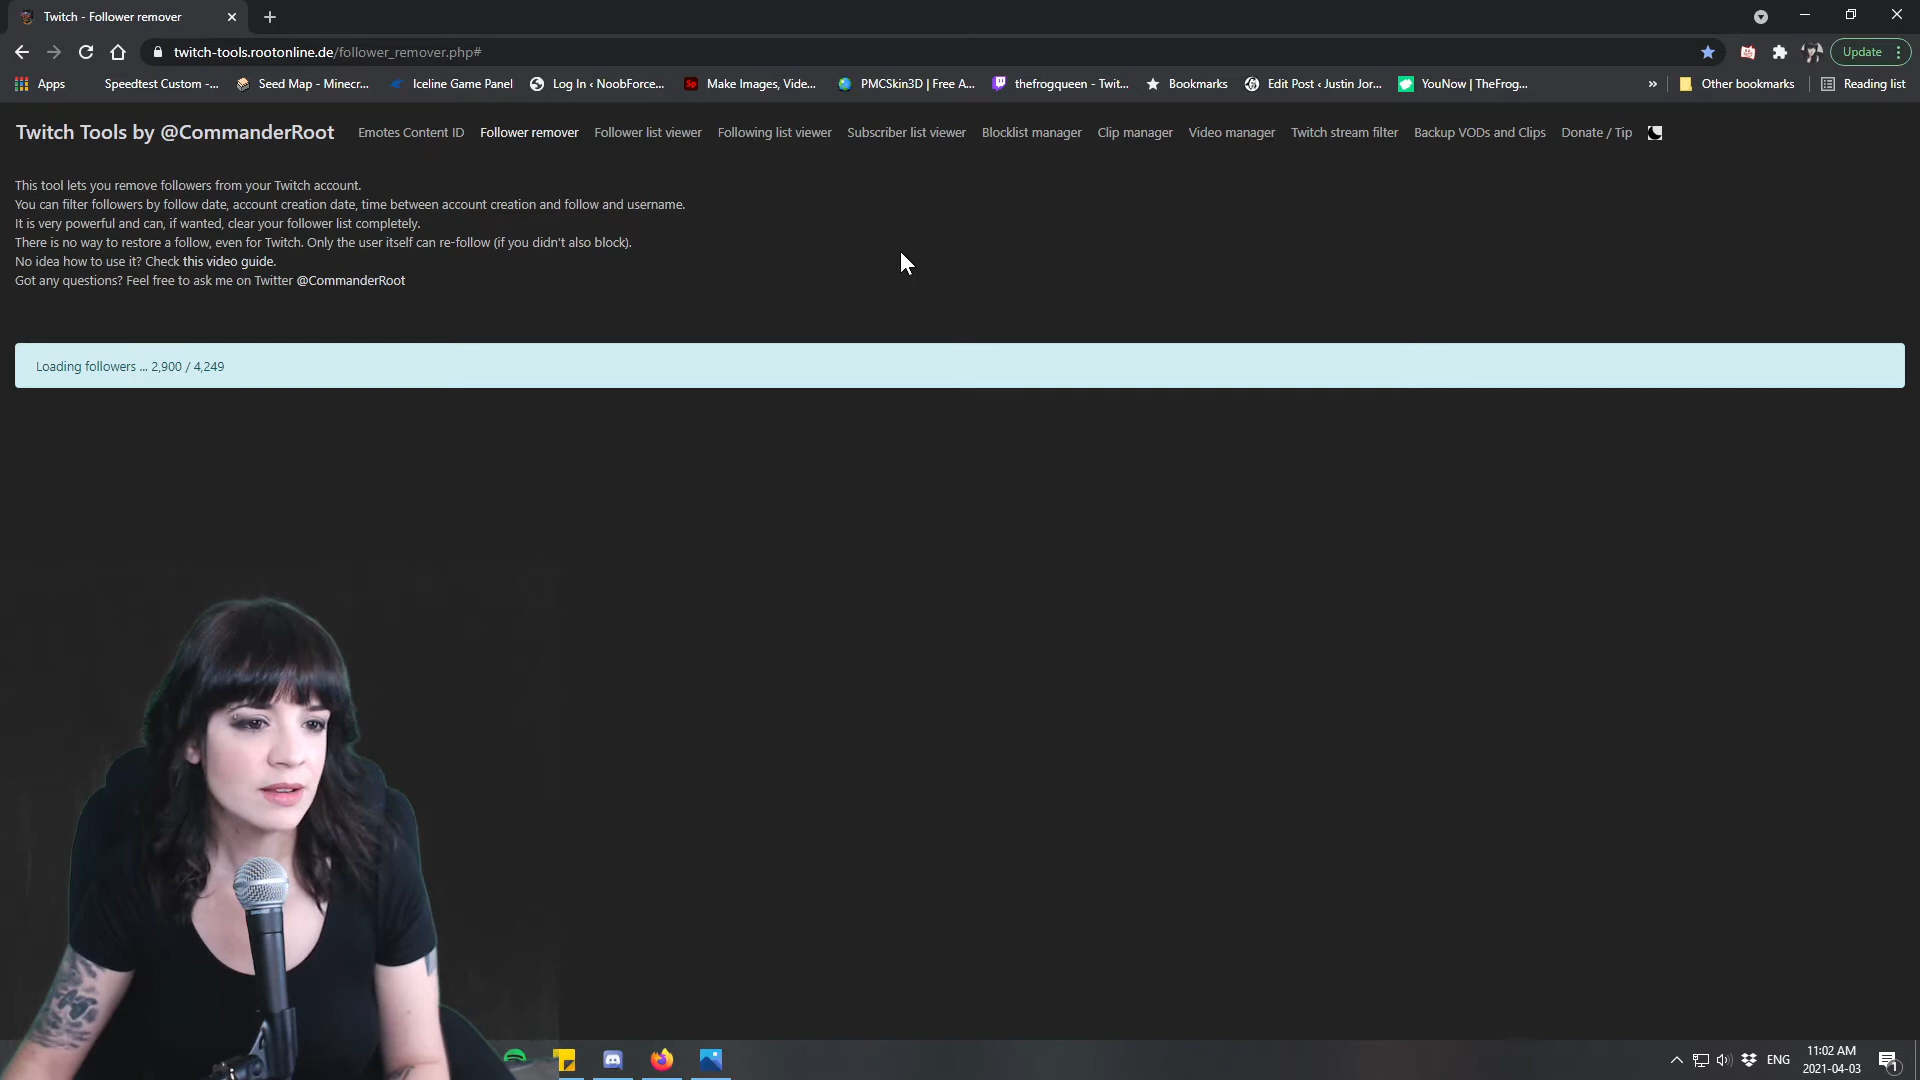 Twitch - Follower remover
twitch-tools.rootonline.de/follower_remover.php#
Update
Apps
Speedtest Custom -...
Seed Map - Minecr...
Iceline Game Panel
Log In ‹ NoobForce...
Make Images, Vide...
PMCSkin3D | Free A...
thefrogqueen - Twit...
Bookmarks
Edit Post ‹ Justin Jor...
YouNow | TheFrog...
»
Other bookmarks
Reading list
Twitch Tools by @CommanderRoot
Emotes Content ID
Follower remover
Follower list viewer
Following list viewer
Subscriber list viewer
Blocklist manager
Clip manager
Video manager
Twitch stream filter
Backup VODs and Clips
Donate / Tip
This tool lets you remove followers from your Twitch account.
You can filter followers by follow date, account creation date, time between account creation and follow and username.
It is very powerful and can, if wanted, clear your follower list completely.
There is no way to restore a follow, even for Twitch. Only the user itself can re-follow (if you didn't also block).
No idea how to use it? Check this video guide.
Got any questions? Feel free to ask me on Twitter @CommanderRoot
Loading followers ... 2,900 / 4,249
ENG
11:02 AM
2021-04-03
1